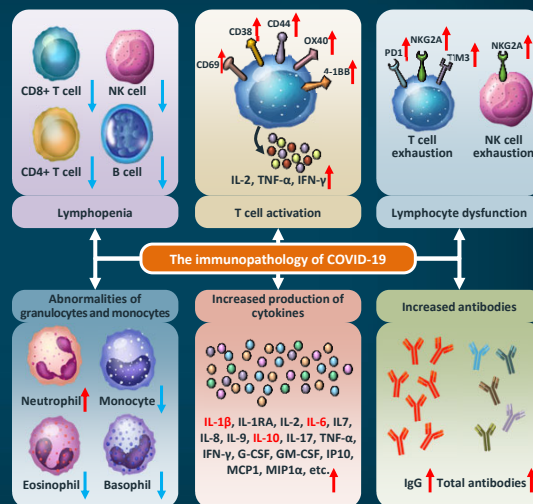 CD8+ T cell
NK cell
CD4+ T cell
B cell
Lymphopenia
CD69
CD38
CD44
OX40
4-1BB
IL-2, TNF-α, IFN-γ
T cell activation
PD1
NKG2A
TIM3
NKG2A
T cell
exhaustion
NK cell
exhaustion
Lymphocyte dysfunction
The immunopathology of COVID-19
Abnormalities of
granulocytes and monocytes
Neutrophil
Monocyte
Eosinophil
Basophil
Increased production of
cytokines
IL-1β, IL-1RA, IL-2, IL-6, IL7,
IL-8, IL-9, IL-10, IL-17, TNF-α,
IFN-γ, G-CSF, GM-CSF, IP10,
MCP1, MIP1α, etc.
Increased antibodies
IgG
Total antibodies